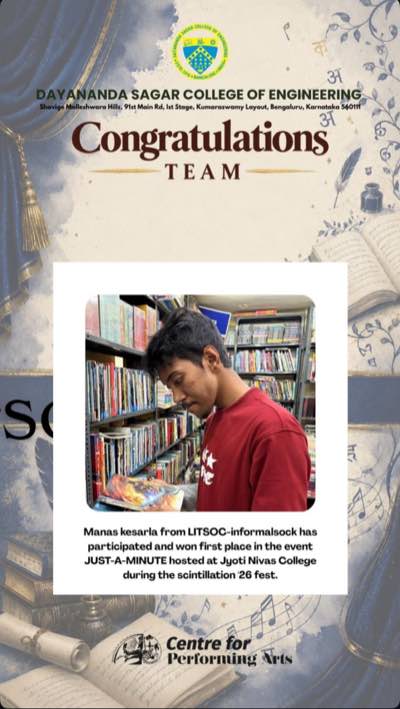 DAYANANDA SAGAR COLLEGE OF ENGINEERING
Shavige Malleshwara Hills, 91st Main Rd, 1st Stage, Kumaraswamy Layout, Bengaluru, Karnataka 560111
Congratulations
TEAM
Manas kesarla from LITSOC-informalsock has
participated and won first place in the event
JUST-A-MINUTE hosted at Jyoti Nivas College
during the scintillation '26 fest.
Centre for
Performing Arts